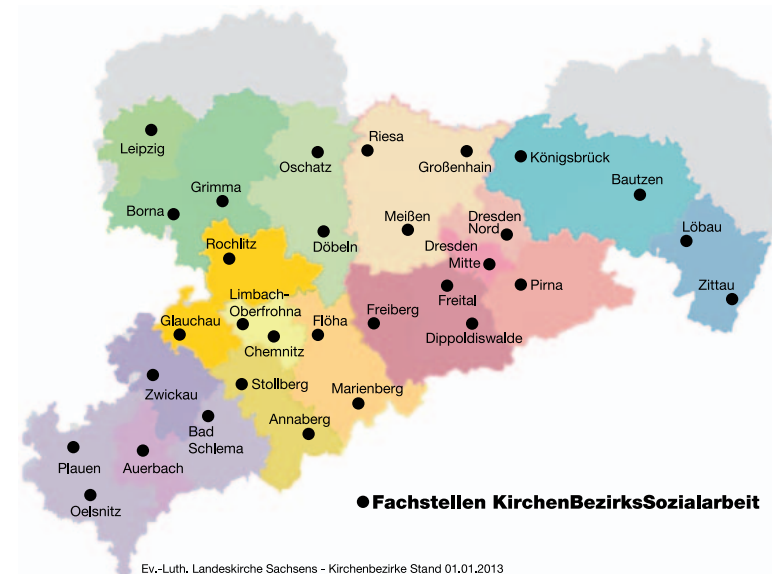 Leipzig
Oschatz
Riesa
Großenhain
Königsbrück
Bautzen
Grimma
Borna
Meißen
Dresden
Nord
Löbau
Rochlitz
Döbeln
Dresden
Mitte
Zittau
Limbach-
Oberfrohna
Freital
Pirna
Glauchau
Flöha
Freiberg
Chemnitz
Dippoldiswalde
Zwickau
Stollberg
Marienberg
Bad
Schlema
Annaberg
Plauen
Auerbach
Oelsnitz
Fachstellen KirchenBezirksSozialarbeit
Ev.-Luth. Landeskirche Sachsens - Kirchenbezirke Stand 01.01.2013